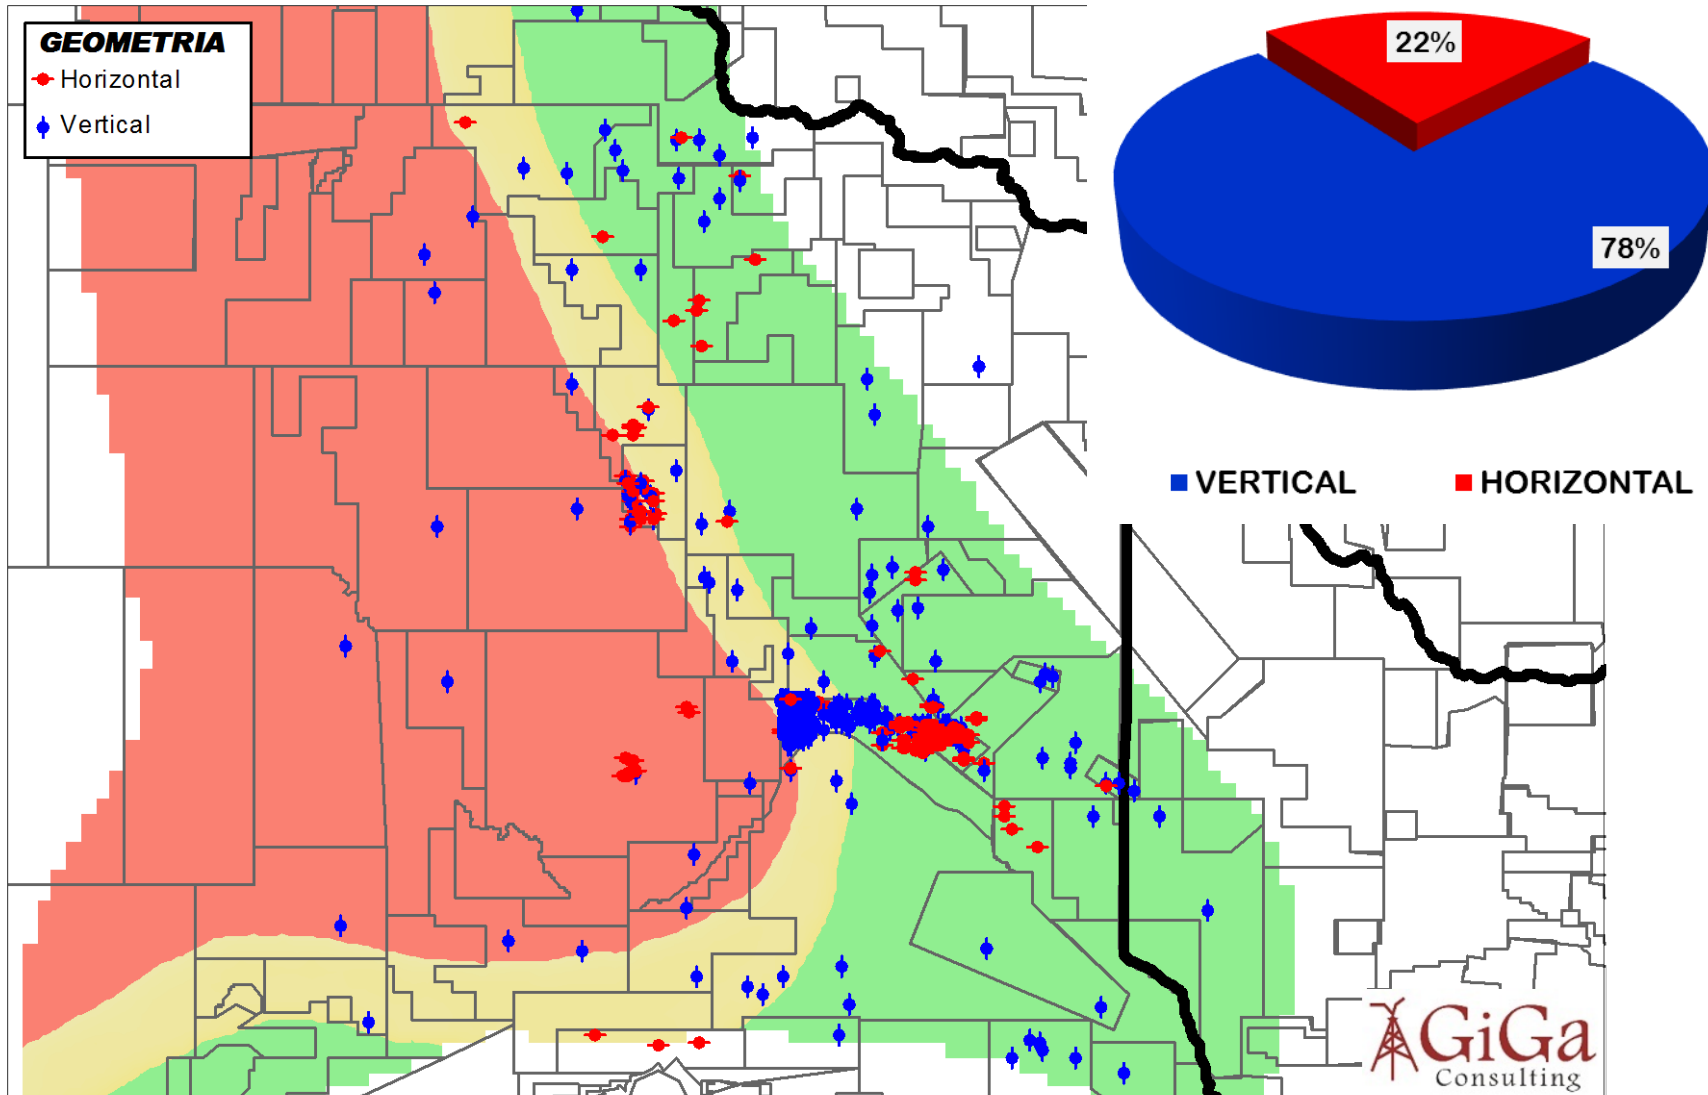 GEOMETRIA
Horizontal
Vertical
22%
78%
VERTICAL
HORIZONTAL
GiGa
Consulting